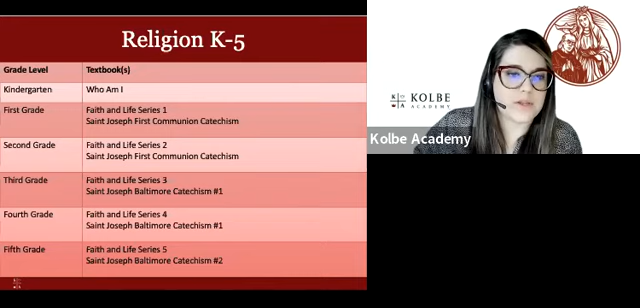 Religion K-5
Grade Level Textbook(s)
Kindergarten Who Am I
First Grade Faith and Life Series 1
Saint Joseph First Communion Catechism
Second Grade Faith and Life Series 2
Saint Joseph First Communion Catechism
Third Grade Faith and Life Series 3
Saint Joseph Baltimore Catechism #1
Fourth Grade Faith and Life Series 4
Saint Joseph Baltimore Catechism #1
Fifth Grade Faith and Life Series 5
Saint Joseph Baltimore Catechism #2
KOLBE
ACADEMY
Kolbe Academy